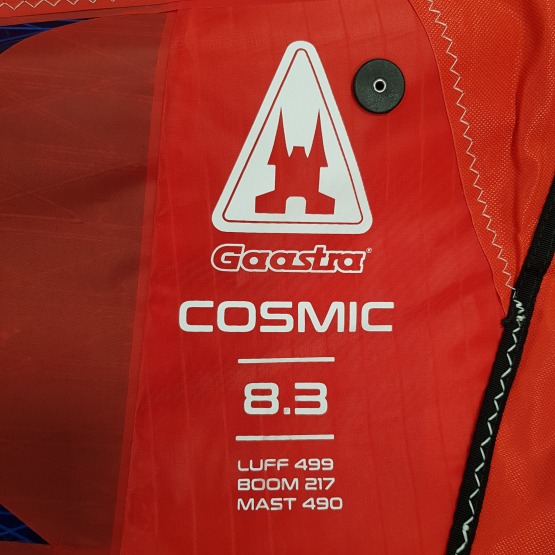 Gaastra®
COSMIC
8.3
LUFF 499
BOOM 217
MAST 490